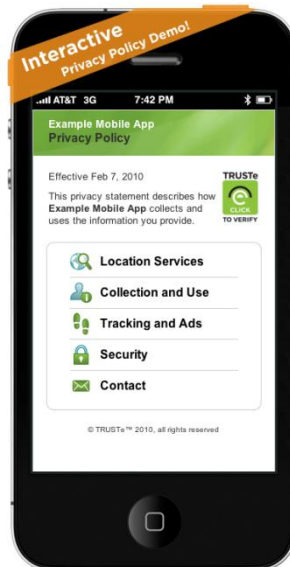 Interactive
Privacy Policy Demo!
AT&T 3G 7:42 PM
Example Mobile App
Privacy Policy
Effective Feb 7, 2010
This privacy statement describes how
Example Mobile App collects and
uses the information you provide.
TRUSTe
CLICK
TO VERIFY
Location Services
Collection and Use
Tracking and Ads
Security
Contact
© TRUSTe™ 2010, all rights reserved